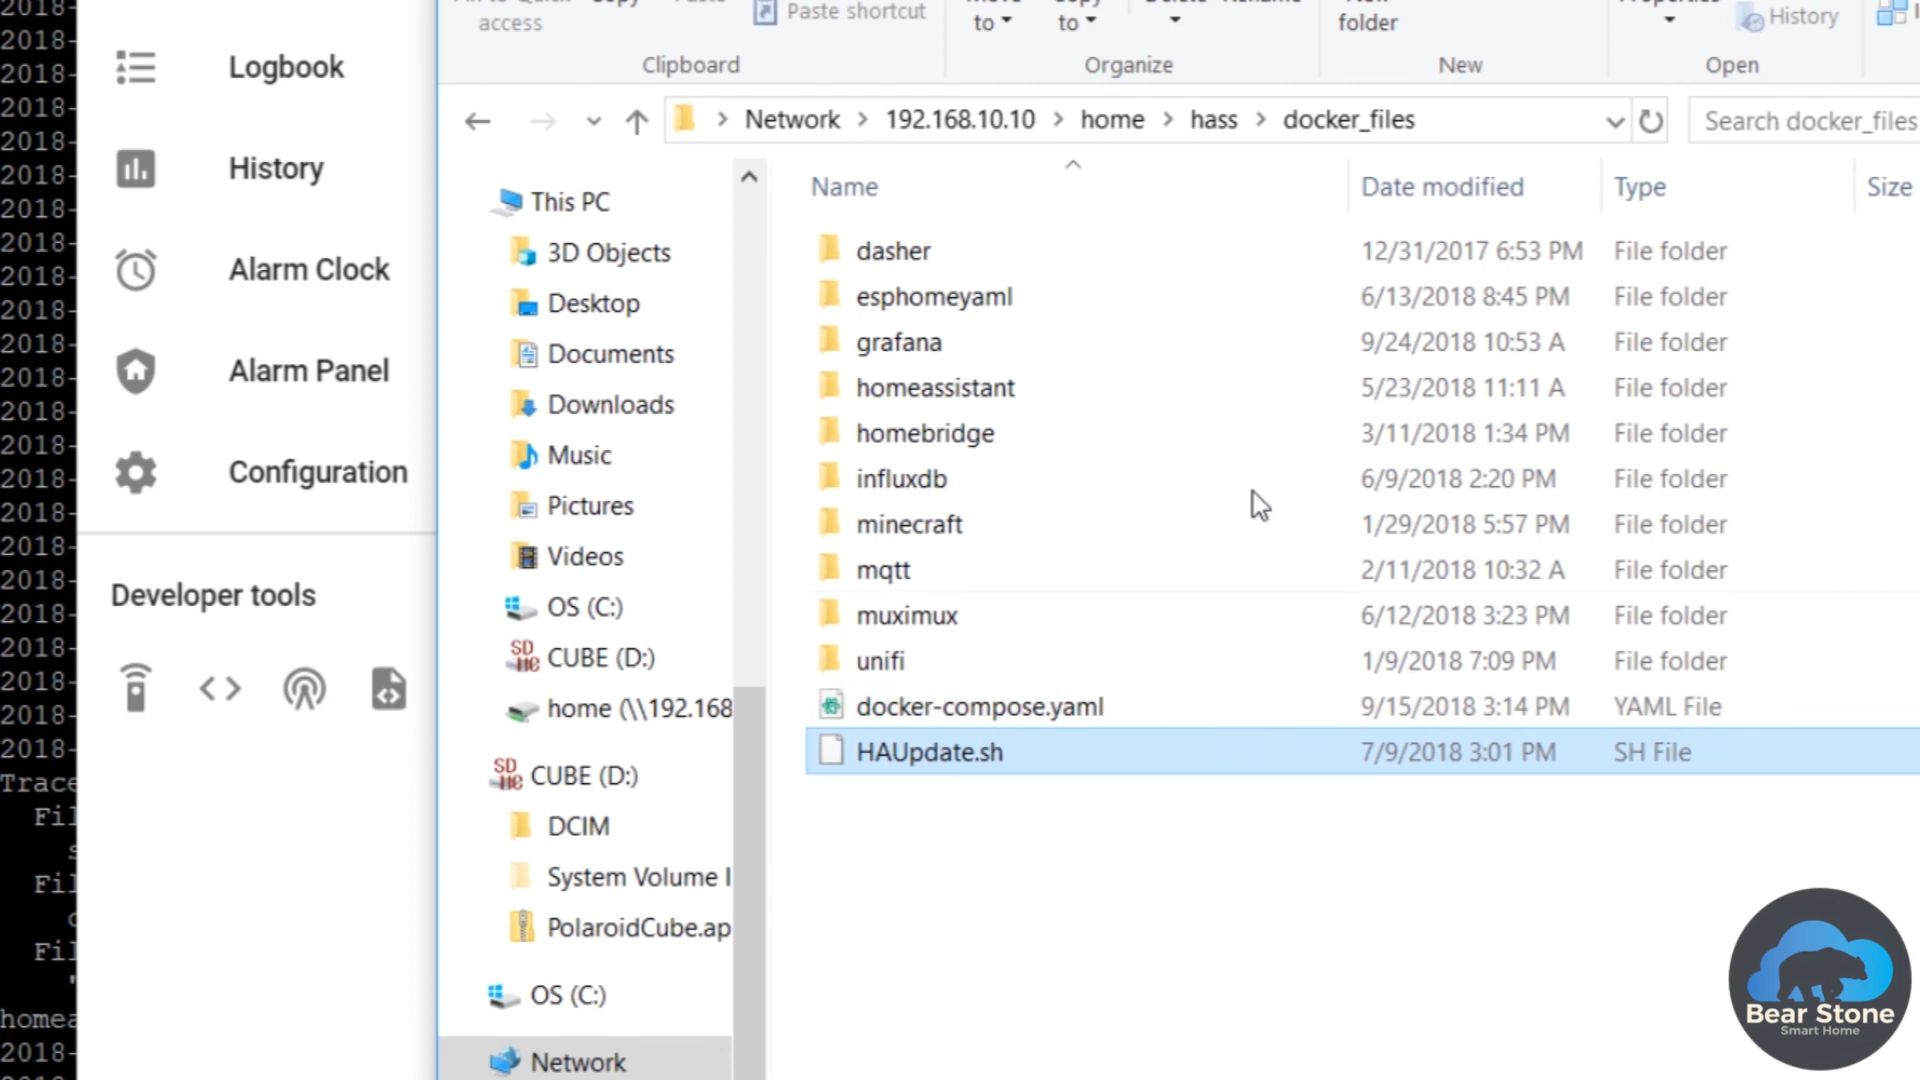 access
Paste shortcut
to
to
folder
History
Clipboard
Organize
New
Open
Network > 192.168.10.10 > home > hass > docker_files
Search docker_files
Logbook
History
Alarm Clock
Alarm Panel
Configuration
Developer tools
This PC
3D Objects
Desktop
Documents
Downloads
Music
Pictures
Videos
OS (C:)
CUBE (D:)
home (\\192.168
CUBE (D:)
DCIM
System Volume I
PolaroidCube.ap
OS (C:)
Network
Name Date modified Type Size
dasher 12/31/2017 6:53 PM File folder
esphomeyaml 6/13/2018 8:45 PM File folder
grafana 9/24/2018 10:53 A File folder
homeassistant 5/23/2018 11:11 A File folder
homebridge 3/11/2018 1:34 PM File folder
influxdb 6/9/2018 2:20 PM File folder
minecraft 1/29/2018 5:57 PM File folder
mqtt 2/11/2018 10:32 A File folder
muximux 6/12/2018 3:23 PM File folder
unifi 1/9/2018 7:09 PM File folder
docker-compose.yaml 9/15/2018 3:14 PM YAML File
HAUpdate.sh 7/9/2018 3:01 PM SH File
Bear Stone
Smart Home